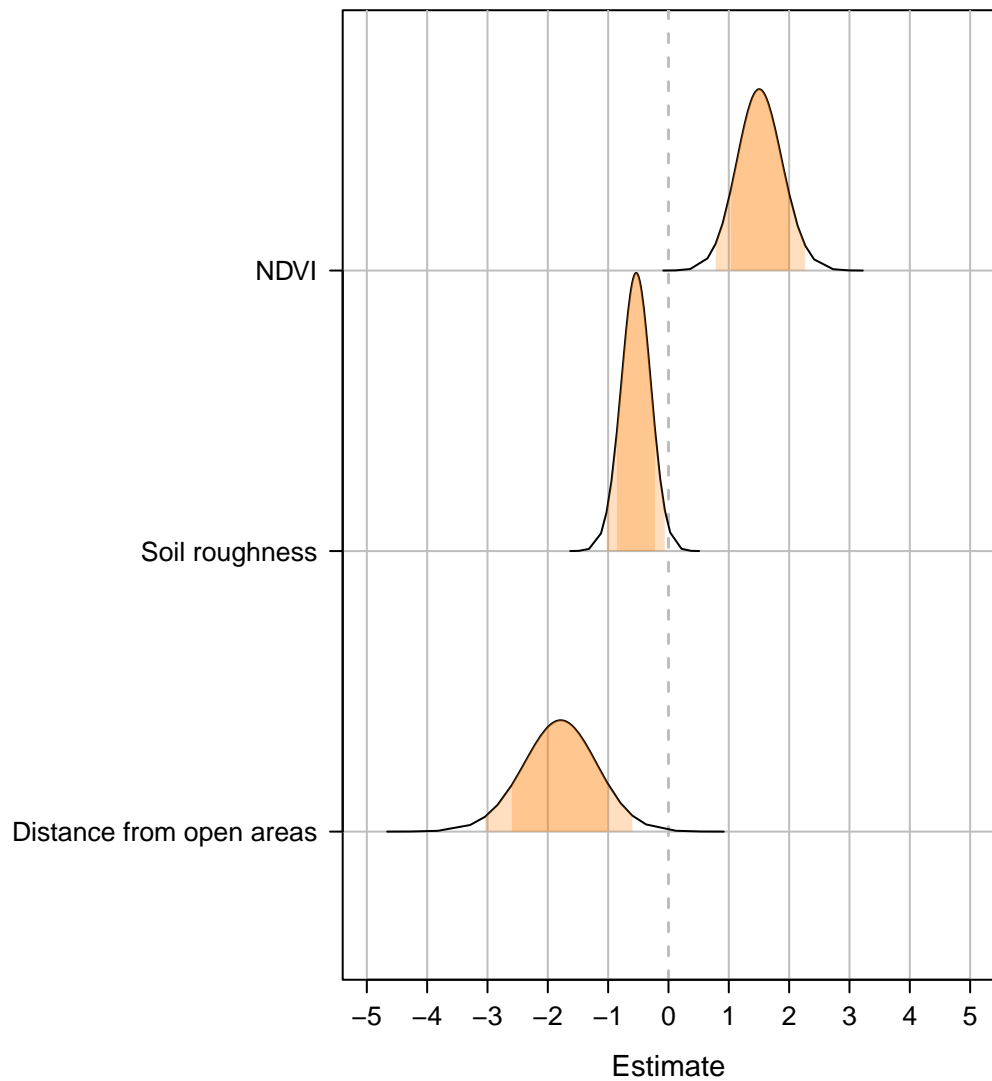 NDVI
Soil roughness
Distance from open areas
−5 −4 −3 −2 −1 0 1 2 3 4 5
Estimate